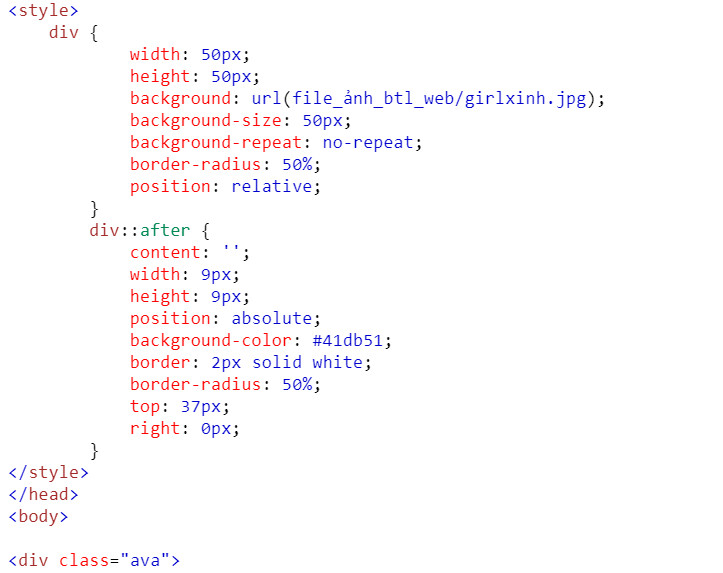 <style>
    div {
            width: 50px;
            height: 50px;
            background: url(file_ảnh_btl_web/girlxinh.jpg);
            background-size: 50px;
            background-repeat: no-repeat;
            border-radius: 50%;
            position: relative;
        }
        div::after {
            content: '';
            width: 9px;
            height: 9px;
            position: absolute;
            background-color: #41db51;
            border: 2px solid white;
            border-radius: 50%;
            top: 37px;
            right: 0px;
        }
</style>
</head>
<body>

<div class="ava">